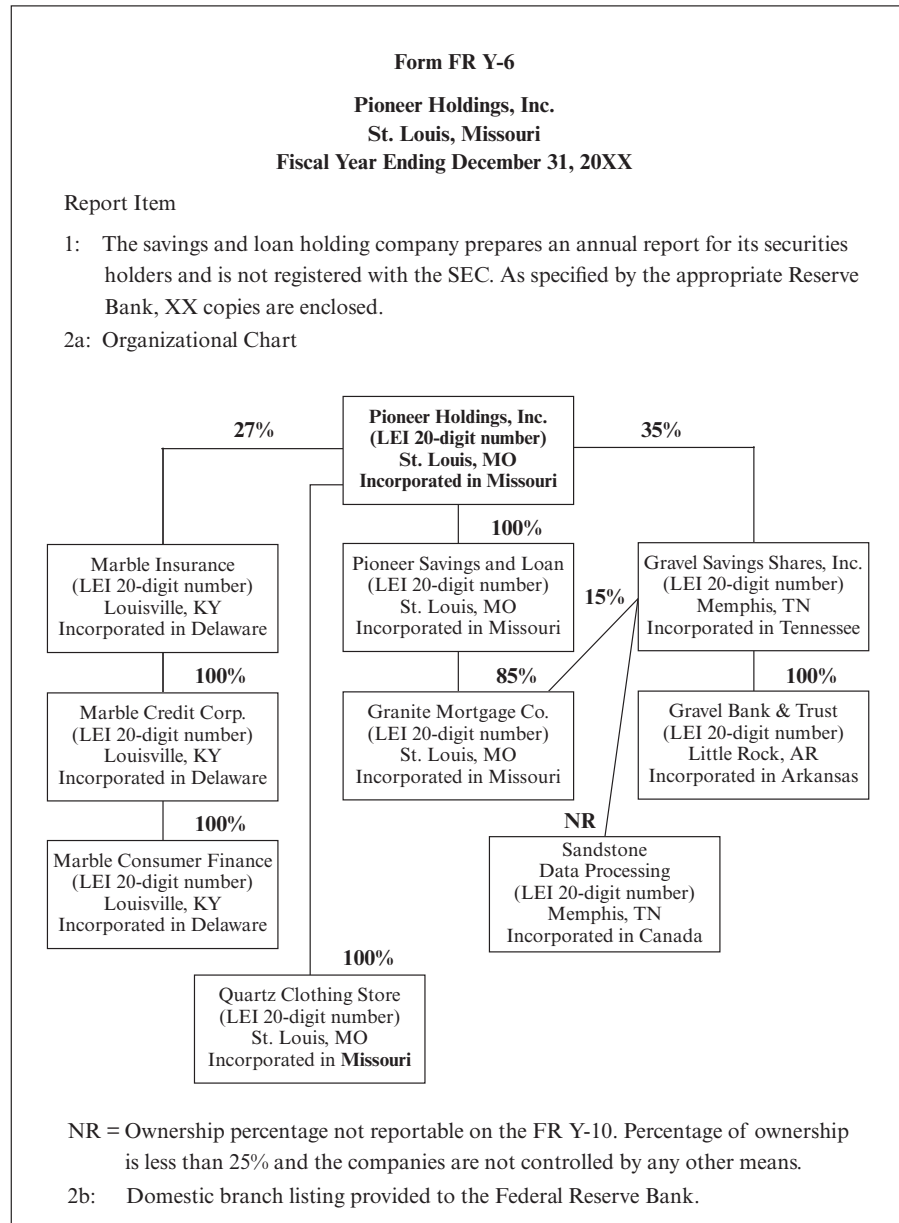 Form FR Y-6
Pioneer Holdings, Inc.
St. Louis, Missouri
Fiscal Year Ending December 31, 20XX
Report Item
1: The savings and loan holding company prepares an annual report for its securities
holders and is not registered with the SEC. As specified by the appropriate Reserve
Bank, XX copies are enclosed.
2a: Organizational Chart
Pioneer Holdings, Inc.
(LEI 20-digit number)
St. Louis, MO
Incorporated in Missouri
27%
35%
100%
Marble Insurance
(LEI 20-digit number)
Louisville, KY
Incorporated in Delaware
Pioneer Savings and Loan
(LEI 20-digit number)
St. Louis, MO
Incorporated in Missouri
15%
Gravel Savings Shares, Inc.
(LEI 20-digit number)
Memphis, TN
Incorporated in Tennessee
100%
85%
100%
Marble Credit Corp.
(LEI 20-digit number)
Louisville, KY
Incorporated in Delaware
Granite Mortgage Co.
(LEI 20-digit number)
St. Louis, MO
Incorporated in Missouri
Gravel Bank & Trust
(LEI 20-digit number)
Little Rock, AR
Incorporated in Arkansas
100%
NR
Marble Consumer Finance
(LEI 20-digit number)
Louisville, KY
Incorporated in Delaware
Sandstone
Data Processing
(LEI 20-digit number)
Memphis, TN
Incorporated in Canada
100%
Quartz Clothing Store
(LEI 20-digit number)
St. Louis, MO
Incorporated in Missouri
NR = Ownership percentage not reportable on the FR Y-10. Percentage of ownership
is less than 25% and the companies are not controlled by any other means.
2b: Domestic branch listing provided to the Federal Reserve Bank.